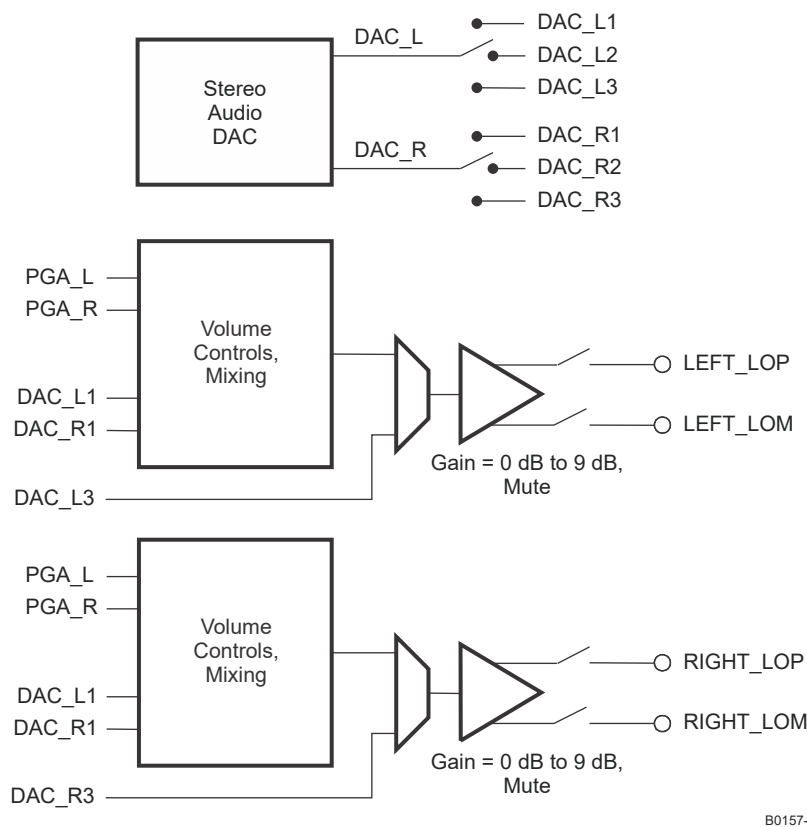 DAC_L
DAC_L1
DAC_L2
DAC_L3
Stereo
Audio
DAC
DAC_R
DAC_R1
DAC_R2
DAC_R3
PGA_L
PGA_R
DAC_L1
DAC_R1
DAC_L3
Volume
Controls,
Mixing
LEFT_LOP
LEFT_LOM
Gain = 0 dB to 9 dB,
Mute
PGA_L
PGA_R
DAC_L1
DAC_R1
DAC_R3
Volume
Controls,
Mixing
RIGHT_LOP
RIGHT_LOM
Gain = 0 dB to 9 dB,
Mute
B0157-